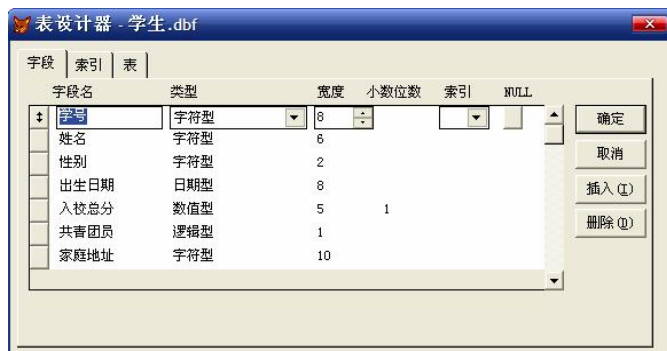 表设计器 - 学生.dbf
字段 索引 表
字段名 类型 宽度 小数位数 索引 NULL
学号 字符型 8 确定
姓名 字符型 6
性别 字符型 2 取消
出生日期 日期型 8 插入(I)
入校总分 数值型 5 1
共青团员 逻辑型 1 删除(D)
家庭地址 字符型 10